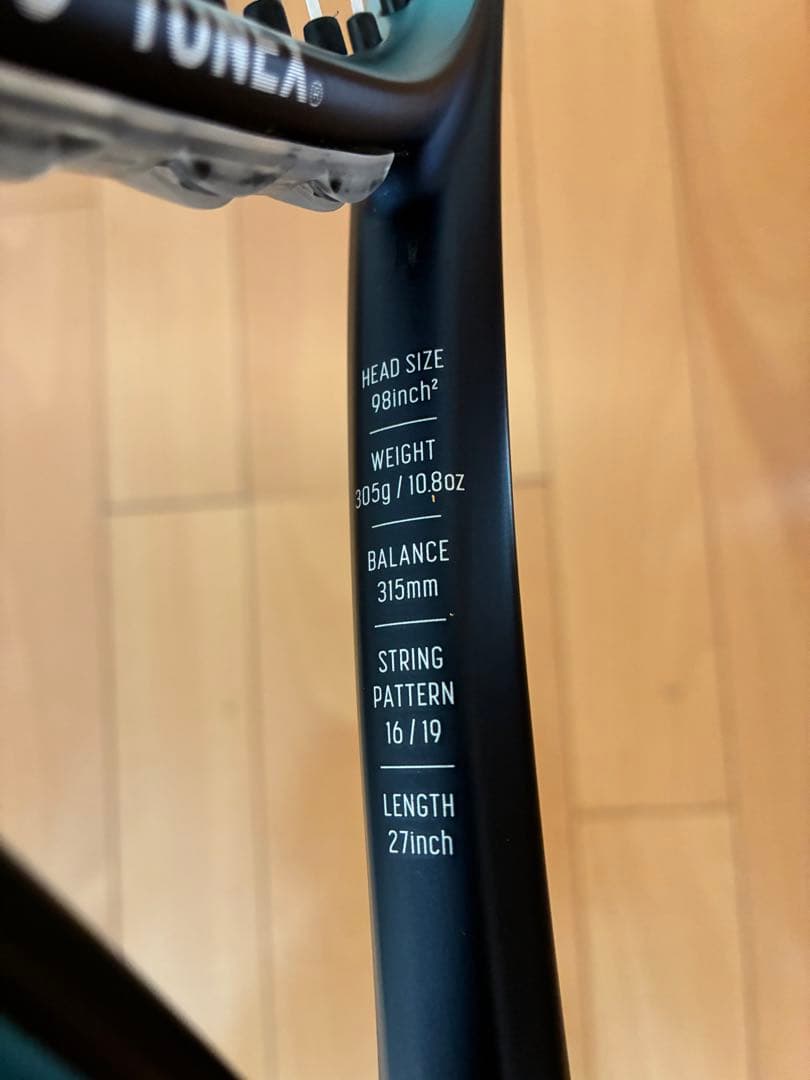 YONEX®
HEAD SIZE
98inch²
WEIGHT
305g / 10.8oz
BALANCE
315mm
STRING
PATTERN
16 / 19
LENGTH
27inch